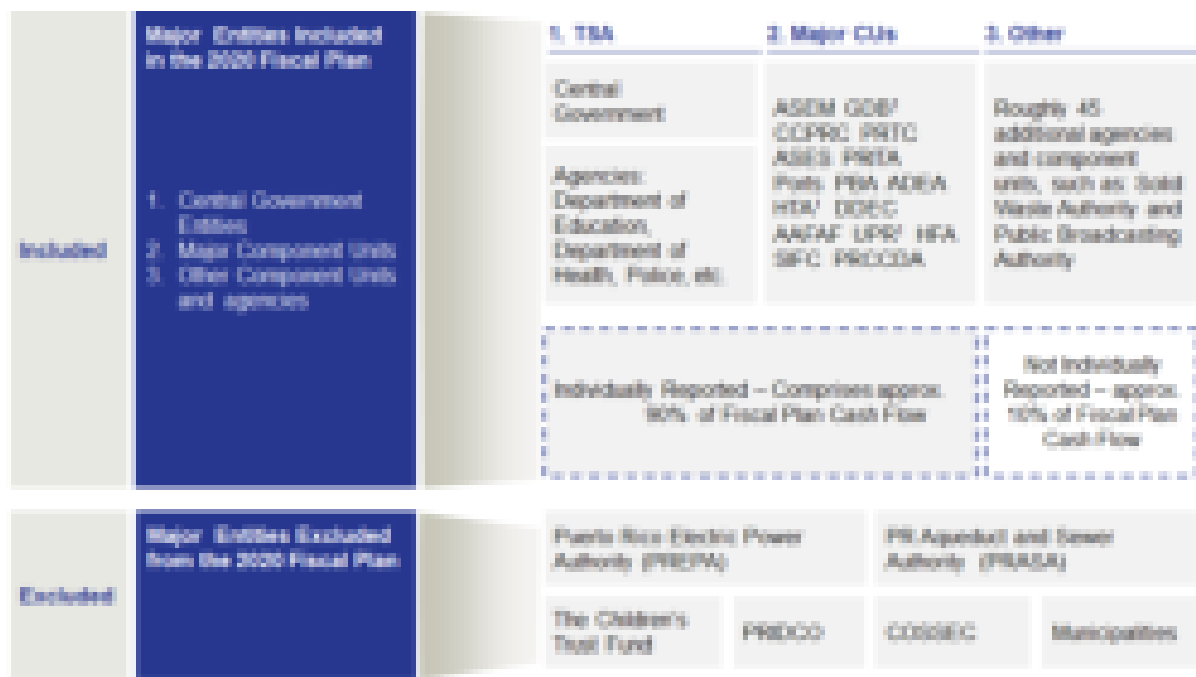 Major Entities Included
in the 2020 Fiscal Plan
1. TSA
2. Major CUs
3. Other
Included
1. Central Government
Entities
2. Major Component Units
3. Other Component Units
and agencies
Central
Government
Agencies:
Department of
Education,
Department of
Health, Police, etc.
ASEM GDB¹
CCPRC PRTC
ASES PRITA
Ports PBA ADEA
HTA¹ DDEC
AAFAF UPR¹ HFA
SIFC PRCCDA
Roughly 45
additional agencies
and component
units, such as: Solid
Waste Authority and
Public Broadcasting
Authority
Individually Reported – Comprises approx.
90% of Fiscal Plan Cash Flow
Not Individually
Reported – approx.
10% of Fiscal Plan
Cash Flow
Excluded
Major Entities Excluded
from the 2020 Fiscal Plan
Puerto Rico Electric Power
Authority (PREPA)
PR Aqueduct and Sewer
Authority (PRASA)
The Children's
Trust Fund
PRIDCO
COSSEC
Municipalities